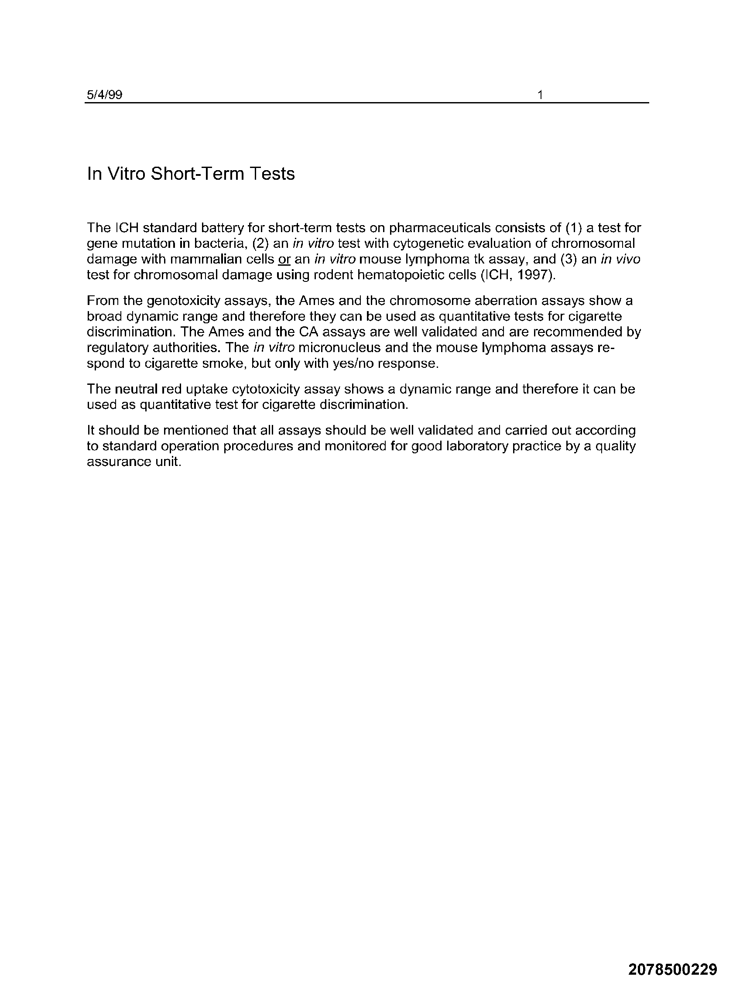 5/4/99 1
In Vitro Short-Term Tests
The ICH standard battery for short-term tests on pharmaceuticals consists of (1) a test for
gene mutation in bacteria, (2) an in vitro test with cytogenetic evaluation of chromosomal
damage with mammalian cells or an in vitro mouse lymphoma tk assay, and (3) an in vivo
test for chromosomal damage using rodent hematopoietic cells (ICH, 1997).
From the genotoxicity assays, the Ames and the chromosome aberration assays show a
broad dynamic range and therefore they can be used as quantitative tests for cigarette
discrimination. The Ames and the CA assays are well validated and are recommended by
regulatory authorities. The in vitro micronucleus and the mouse lymphoma assays re-
spond to cigarette smoke, but only with yes/no response.
The neutral red uptake cytotoxicity assay shows a dynamic range and therefore it can be
used as quantitative test for cigarette discrimination.
It should be mentioned that all assays should be well validated and carried out according
to standard operation procedures and monitored for good laboratory practice by a quality
assurance unit.
2078500229